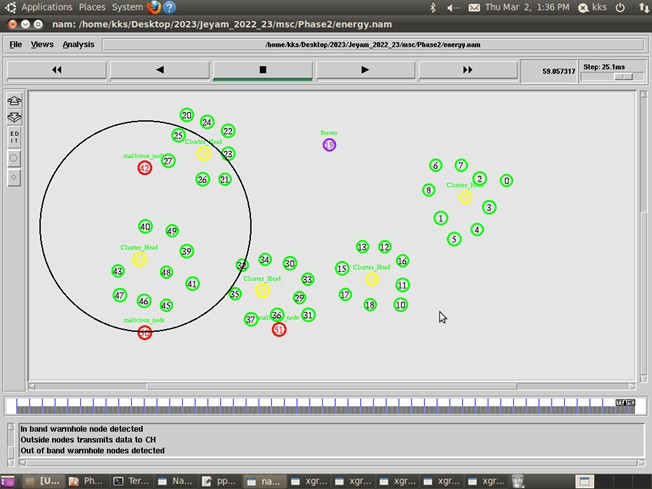 Applications Places System
Thu Mar 2, 1:36 PM
kks
nam: /home/kks/Desktop/2023/Jeyam_2022_23/msc/Phase2/energy.nam
File Views Analysis
/home/kks/Desktop/2023/Jeyam_2022_23/msc/Phase2/energy.nam
59.057317
Step: 25.1ms
EDIT
20
24
22
25
Cluster_Head
23
malicious_node
27
42
26
21
6
7
2
0
8
Cluster_Head
3
1
4
5
40
49
39
Cluster_Head
43
48
41
47
46
45
malicious_node
34
30
Cluster_Head
33
35
29
37
36
31
51
13
12
16
15
Cluster_Head
11
17
18
10
In band warmhole node detected
Outside nodes transmits data to CH
Out of band warmhole nodes detected
[U...
Ph...
Ter...
Na...
pp...
na...
xgr...
xgr...
xgr...
xgr...
xgr...